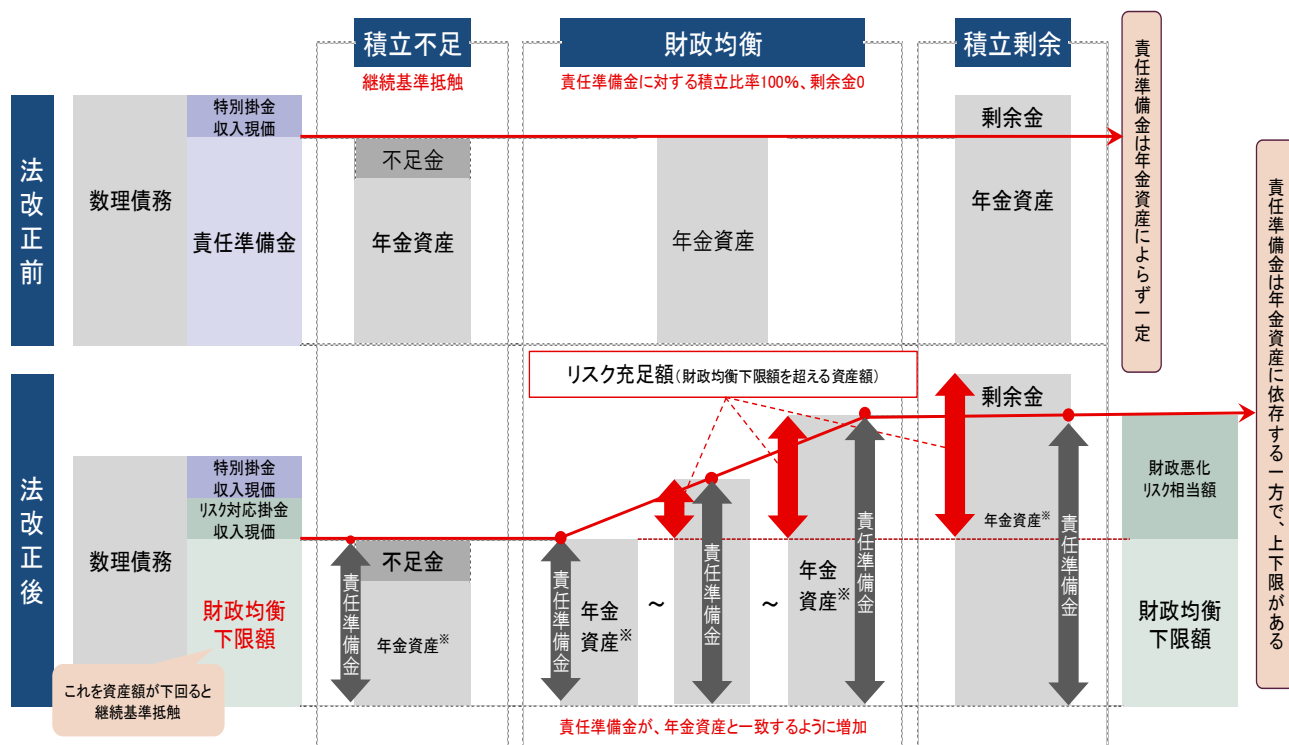 積立不足
財政均衡
積立剰余
継続基準抵触
責任準備金に対する積立比率100%、剰余金0
法改正前
数理債務
特別掛金
収入現価
責任準備金
不足金
年金資産
年金資産
剰余金
年金資産
責任準備金は年金資産によらず一定
リスク充足額(財政均衡下限額を超える資産額)
法改正後
数理債務
特別掛金
収入現価
リスク対応掛金
収入現価
財政均衡
下限額
これを資産額が下回ると
継続基準抵触
責任準備金
不足金
年金資産※
責任準備金
年金
資産※
~
責任準備金
~
年金
資産※
責任準備金
剰余金
年金資産※
責任準備金
財政悪化
リスク相当額
財政均衡
下限額
責任準備金は年金資産に依存する一方で、上下限がある
責任準備金が、年金資産と一致するように増加